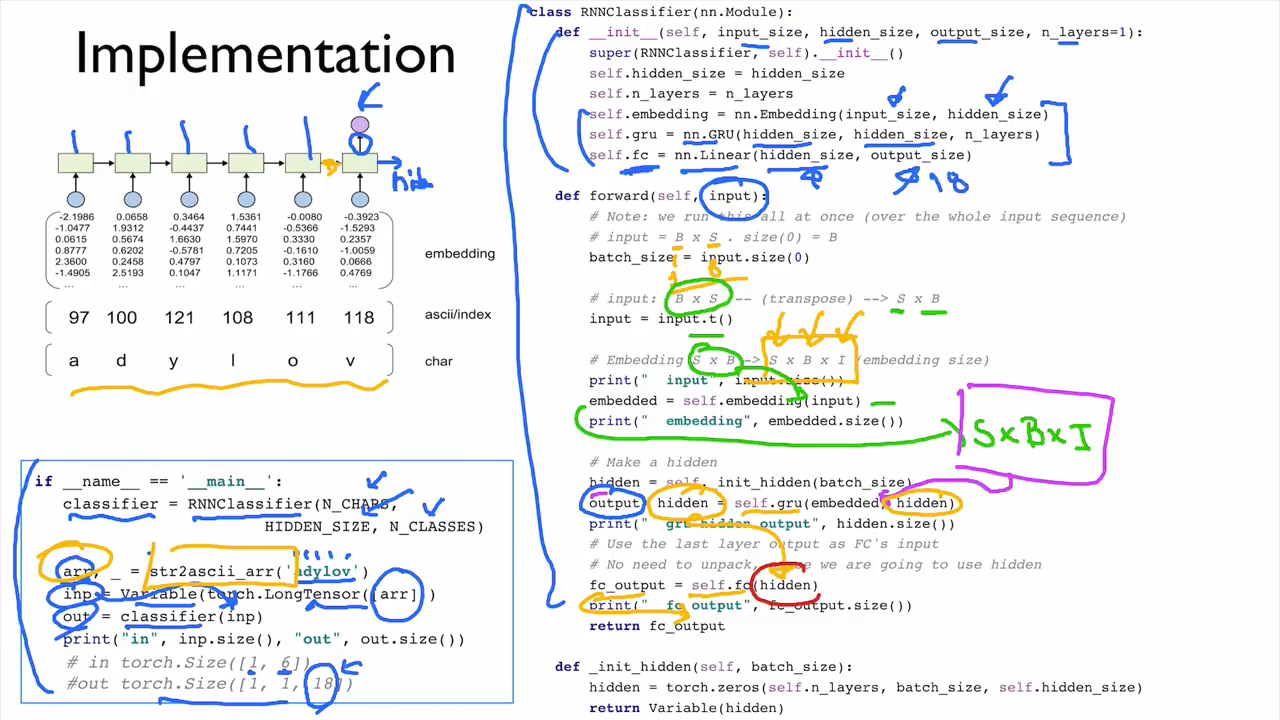 Implementation
hid
-2.1986 0.0658 0.3464 1.5361 -0.0080 -0.3923
-1.0477 1.9312 -0.4437 0.7441 -0.5366 -1.5293
0.0615 0.5674 1.6630 1.5970 0.3330 0.2357
0.8777 0.6202 -0.5781 0.7205 -0.1610 -1.0059
2.3600 0.2458 0.4797 0.1073 0.3160 0.0666
-1.4905 2.5193 0.1047 1.1171 -1.1766 0.4769
... ... ... ... ... ...
embedding
97 100 121 108 111 118
ascii/index
a d y l o v
char
if __name__ == '__main__':
classifier = RNNClassifier(N_CHARS,
HIDDEN_SIZE, N_CLASSES)
arr, _ = str2ascii_arr('adylov')
inp = Variable(torch.LongTensor([arr]))
out = classifier(inp)
print("in", inp.size(), "out", out.size())
# in torch.Size([1, 6])
#out torch.Size([1, 1, 18])
class RNNClassifier(nn.Module):
def __init__(self, input_size, hidden_size, output_size, n_layers=1):
super(RNNClassifier, self).__init__()
self.hidden_size = hidden_size
self.n_layers = n_layers
self.embedding = nn.Embedding(input_size, hidden_size)
self.gru = nn.GRU(hidden_size, hidden_size, n_layers)
self.fc = nn.Linear(hidden_size, output_size)
18
def forward(self, input):
# Note: we run this all at once (over the whole input sequence)
# input = B x S . size(0) = B
batch_size = input.size(0)
1 6
# input: B x S -- (transpose) --> S x B
input = input.t()
# Embedding S x B -> S x B x I (embedding size)
print(" input", input.size())
embedded = self.embedding(input)
print(" embedding", embedded.size())
S x B x I
# Make a hidden
hidden = self._init_hidden(batch_size)
output, hidden = self.gru(embedded, hidden)
print(" gru hidden output", hidden.size())
# Use the last layer output as FC's input
# No need to unpack, since we are going to use hidden
fc_output = self.fc(hidden)
print(" fc output", fc_output.size())
return fc_output
def _init_hidden(self, batch_size):
hidden = torch.zeros(self.n_layers, batch_size, self.hidden_size)
return Variable(hidden)